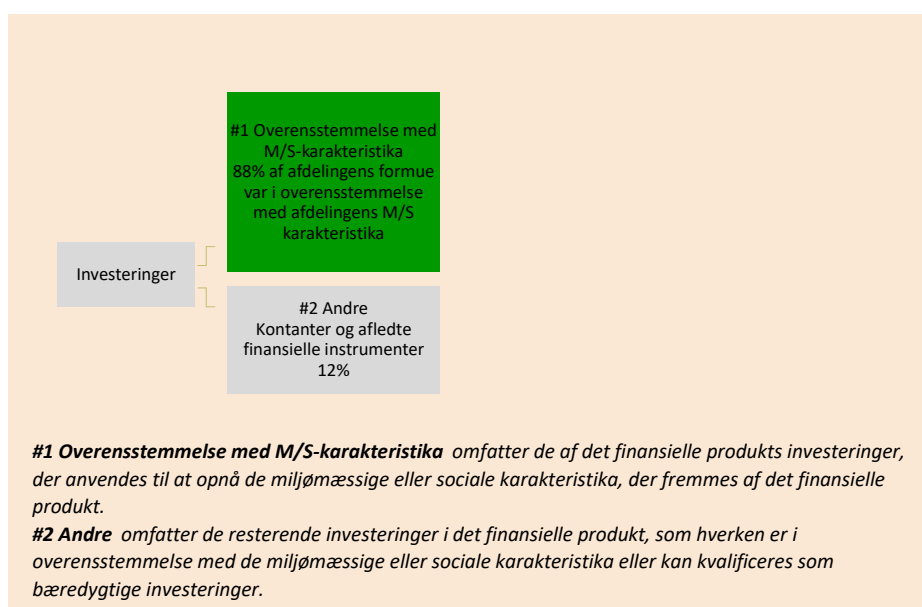 #1 Overensstemmelse med
M/S-karakteristika
88% af afdelingens formue
var i overensstemmelse
med afdelingens M/S
karakteristika
Investeringer
#2 Andre
Kontanter og afledte
finansielle instrumenter
12%
#1 Overensstemmelse med M/S-karakteristika omfatter de af det finansielle produkts investeringer,
der anvendes til at opnå de miljømæssige eller sociale karakteristika, der fremmes af det finansielle
produkt.
#2 Andre omfatter de resterende investeringer i det finansielle produkt, som hverken er i
overensstemmelse med de miljømæssige eller sociale karakteristika eller kan kvalificeres som
bæredygtige investeringer.